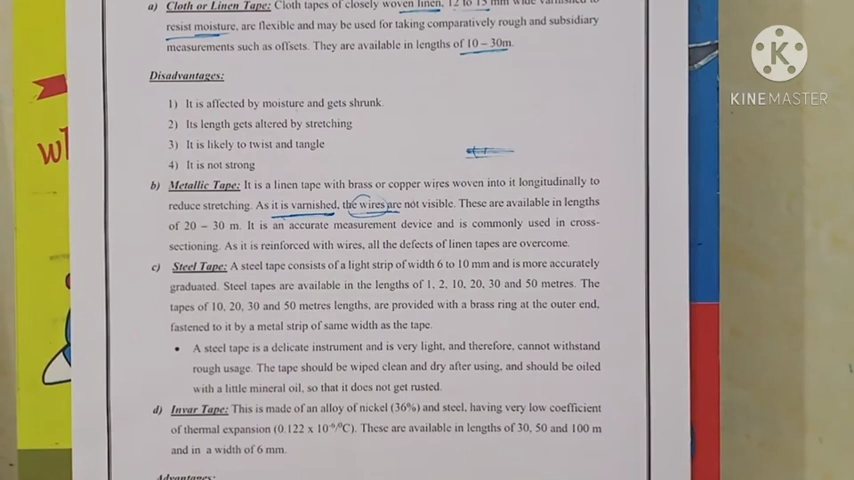 a) Cloth or Linen Tape: Cloth tapes of closely woven linen, 12 to 15 mm wide varnished to
resist moisture, are flexible and may be used for taking comparatively rough and subsidiary
measurements such as offsets. They are available in lengths of 10 – 30m.
Disadvantages:
1) It is affected by moisture and gets shrunk.
2) Its length gets altered by stretching
3) It is likely to twist and tangle
4) It is not strong
b) Metallic Tape: It is a linen tape with brass or copper wires woven into it longitudinally to
reduce stretching. As it is varnished, the wires are not visible. These are available in lengths
of 20 – 30 m. It is an accurate measurement device and is commonly used in cross-
sectioning. As it is reinforced with wires, all the defects of linen tapes are overcome.
c) Steel Tape: A steel tape consists of a light strip of width 6 to 10 mm and is more accurately
graduated. Steel tapes are available in the lengths of 1, 2, 10, 20, 30 and 50 metres. The
tapes of 10, 20, 30 and 50 metres lengths, are provided with a brass ring at the outer end,
fastened to it by a metal strip of same width as the tape.
• A steel tape is a delicate instrument and is very light, and therefore, cannot withstand
rough usage. The tape should be wiped clean and dry after using, and should be oiled
with a little mineral oil, so that it does not get rusted.
d) Invar Tape: This is made of an alloy of nickel (36%) and steel, having very low coefficient
of thermal expansion (0.122 x 10⁻⁶/⁰C). These are available in lengths of 30, 50 and 100 m
and in a width of 6 mm.
Advantages:
K
KINEMASTER